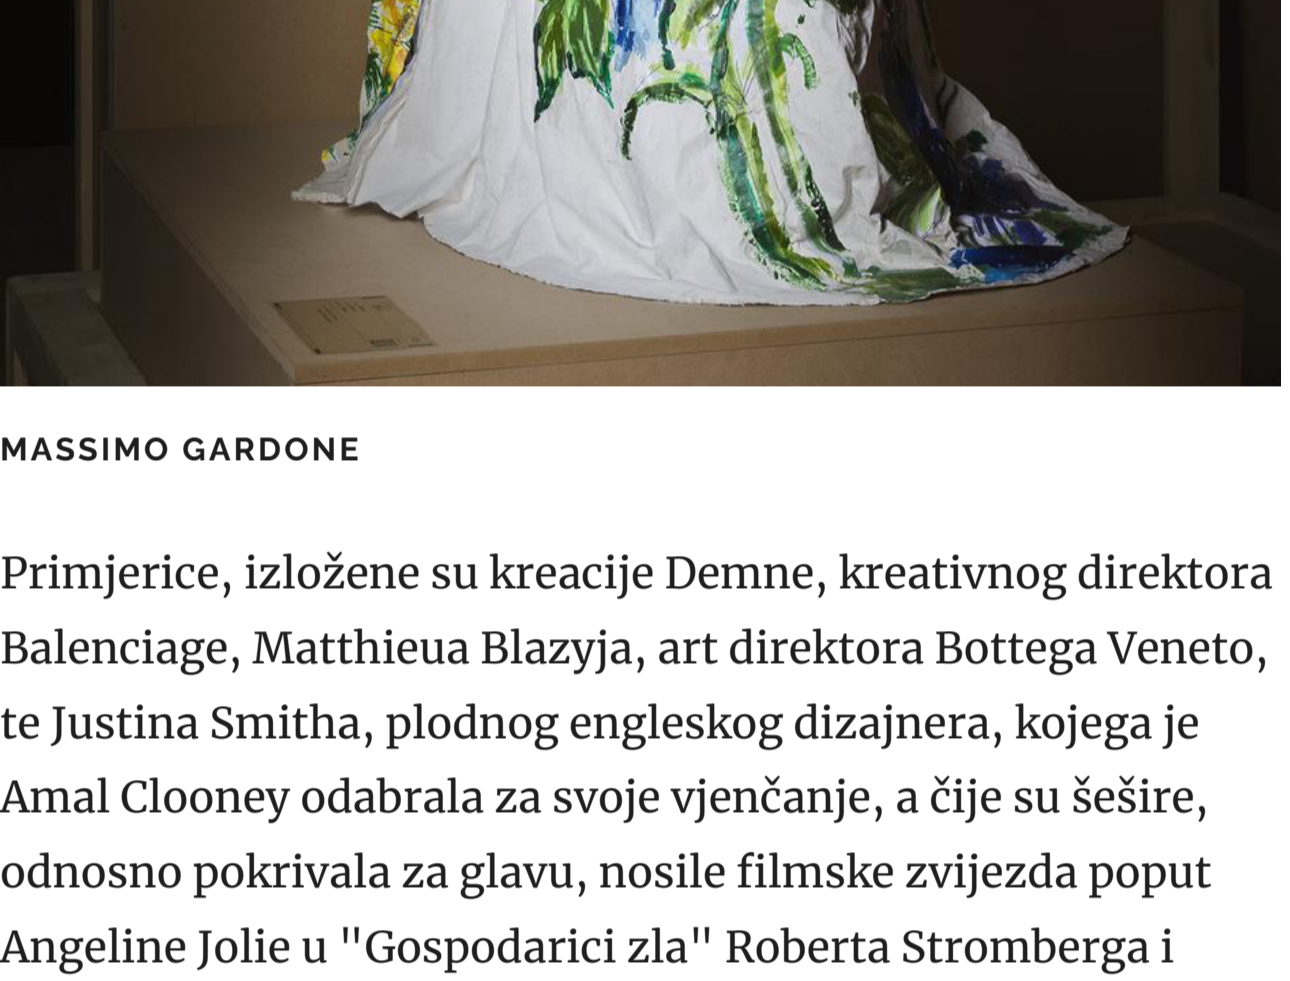 MASSIMO GARDONE
Primjerice, izložene su kreacije Demne, kreativnog direktora
Balenciage, Matthieua Blazyja, art direktora Bottega Veneto,
te Justina Smitha, plodnog engleskog dizajnera, kojega je
Amal Clooney odabrala za svoje vjenčanje, a čije su šešire,
odnosno pokrivala za glavu, nosile filmske zvijezda poput
Angeline Jolie u "Gospodarici zla" Roberta Stromberga i